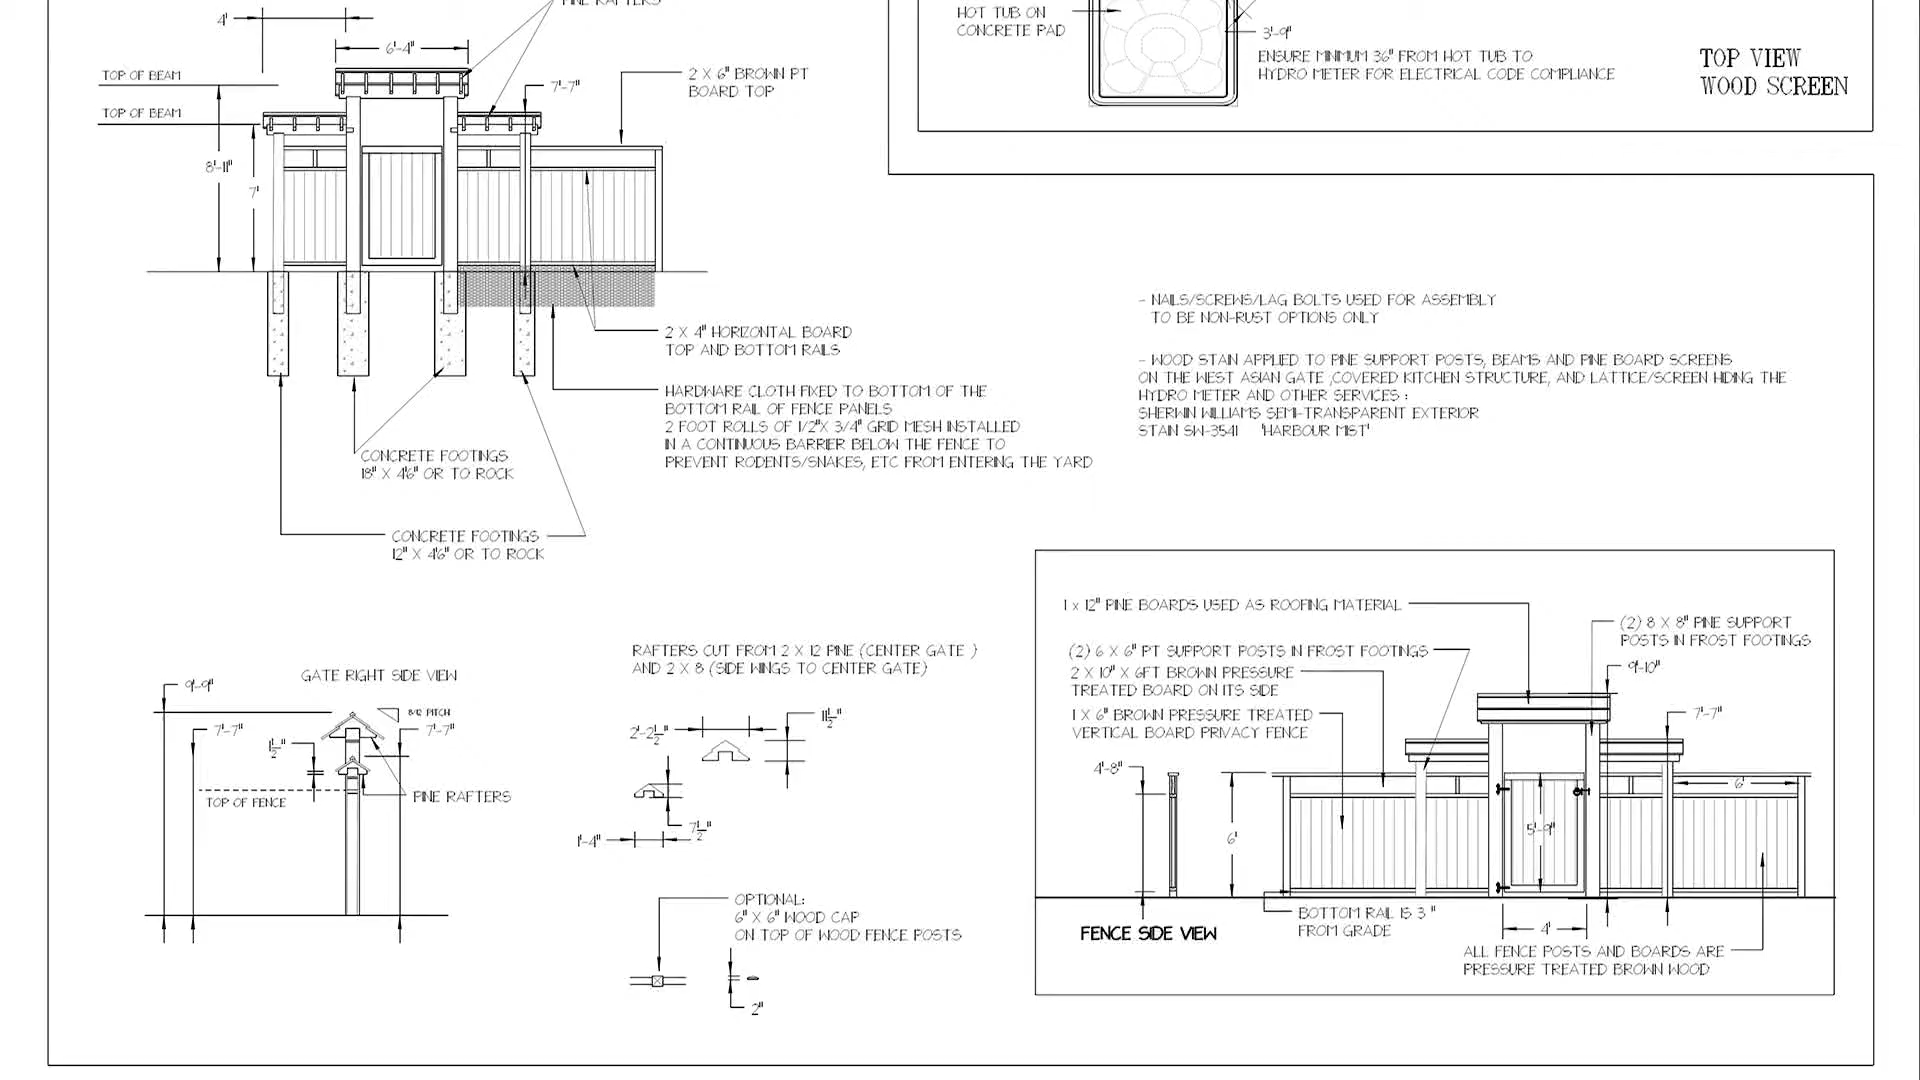 PINE RAFTERS
4'
6'-4"
TOP OF BEAM
TOP OF BEAM
7'-7"
2 X 6" BROWN PT
BOARD TOP
8'-11"
7'
2 X 4" HORIZONTAL BOARD
TOP AND BOTTOM RAILS
HARDWARE CLOTH FIXED TO BOTTOM OF THE
BOTTOM RAIL OF FENCE PANELS
2 FOOT ROLLS OF 1/2"X 3/4" GRID MESH INSTALLED
IN A CONTINUOUS BARRIER BELOW THE FENCE TO
PREVENT RODENTS/SNAKES, ETC FROM ENTERING THE YARD
CONCRETE FOOTINGS
18" X 4'6" OR TO ROCK
CONCRETE FOOTINGS
12" X 4'6" OR TO ROCK
HOT TUB ON
CONCRETE PAD
3'-9"
ENSURE MINIMUM 36" FROM HOT TUB TO
HYDRO METER FOR ELECTRICAL CODE COMPLIANCE
TOP VIEW
WOOD SCREEN
- NAILS/SCREWS/LAG BOLTS USED FOR ASSEMBLY
TO BE NON-RUST OPTIONS ONLY
- WOOD STAIN APPLIED TO PINE SUPPORT POSTS, BEAMS AND PINE BOARD SCREENS
ON THE WEST ASIAN GATE ,COVERED KITCHEN STRUCTURE, AND LATTICE/SCREEN HIDING THE
HYDRO METER AND OTHER SERVICES :
SHERWIN WILLIAMS SEMI-TRANSPARENT EXTERIOR
STAIN SW-3541 'HARBOUR MIST'
GATE RIGHT SIDE VIEW
9'-9"
8/12 PITCH
7'-7"
7'-7"
1 1/2"
TOP OF FENCE
PINE RAFTERS
RAFTERS CUT FROM 2 X 12 PINE (CENTER GATE )
AND 2 X 8 (SIDE WINGS TO CENTER GATE)
11 1/2"
2'-2 1/2"
7 1/2"
1'-4"
OPTIONAL:
6" X 6" WOOD CAP
ON TOP OF WOOD FENCE POSTS
2"
1 x 12" PINE BOARDS USED AS ROOFING MATERIAL
(2) 8 X 8" PINE SUPPORT
POSTS IN FROST FOOTINGS
(2) 6 X 6" PT SUPPORT POSTS IN FROST FOOTINGS
9'-10"
2 X 10" X 6FT BROWN PRESSURE
TREATED BOARD ON ITS SIDE
1 X 6" BROWN PRESSURE TREATED
VERTICAL BOARD PRIVACY FENCE
7'-7"
4'-8"
6'
6'
5'-9"
BOTTOM RAIL IS 3 "
FROM GRADE
4'
FENCE SIDE VIEW
ALL FENCE POSTS AND BOARDS ARE
PRESSURE TREATED BROWN WOOD